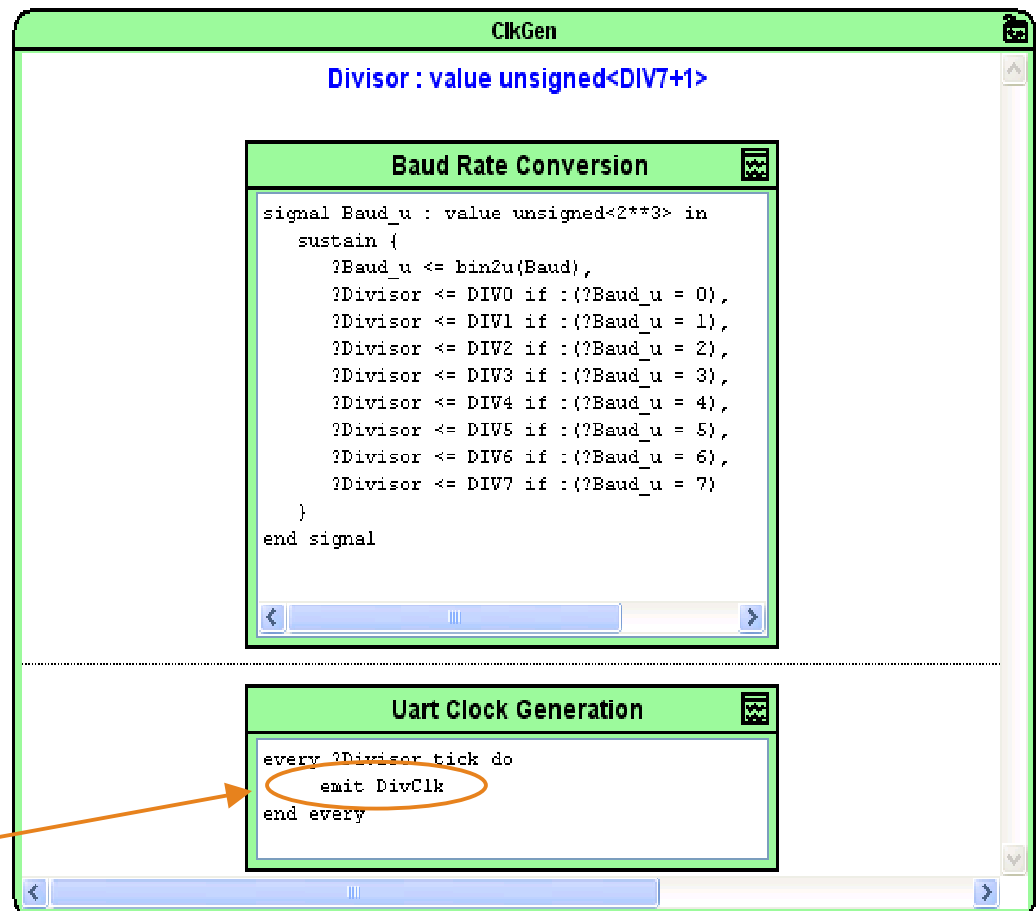 ClkGen
Divisor : value unsigned<DIV7+1>
Baud Rate Conversion
signal Baud_u : value unsigned<2**3> in
sustain {
?Baud_u <= bin2u(Baud),
?Divisor <= DIV0 if :(?Baud_u = 0),
?Divisor <= DIV1 if :(?Baud_u = 1),
?Divisor <= DIV2 if :(?Baud_u = 2),
?Divisor <= DIV3 if :(?Baud_u = 3),
?Divisor <= DIV4 if :(?Baud_u = 4),
?Divisor <= DIV5 if :(?Baud_u = 5),
?Divisor <= DIV6 if :(?Baud_u = 6),
?Divisor <= DIV7 if :(?Baud_u = 7)
}
end signal
Uart Clock Generation
every ?Divisor tick do
emit DivClk
end every